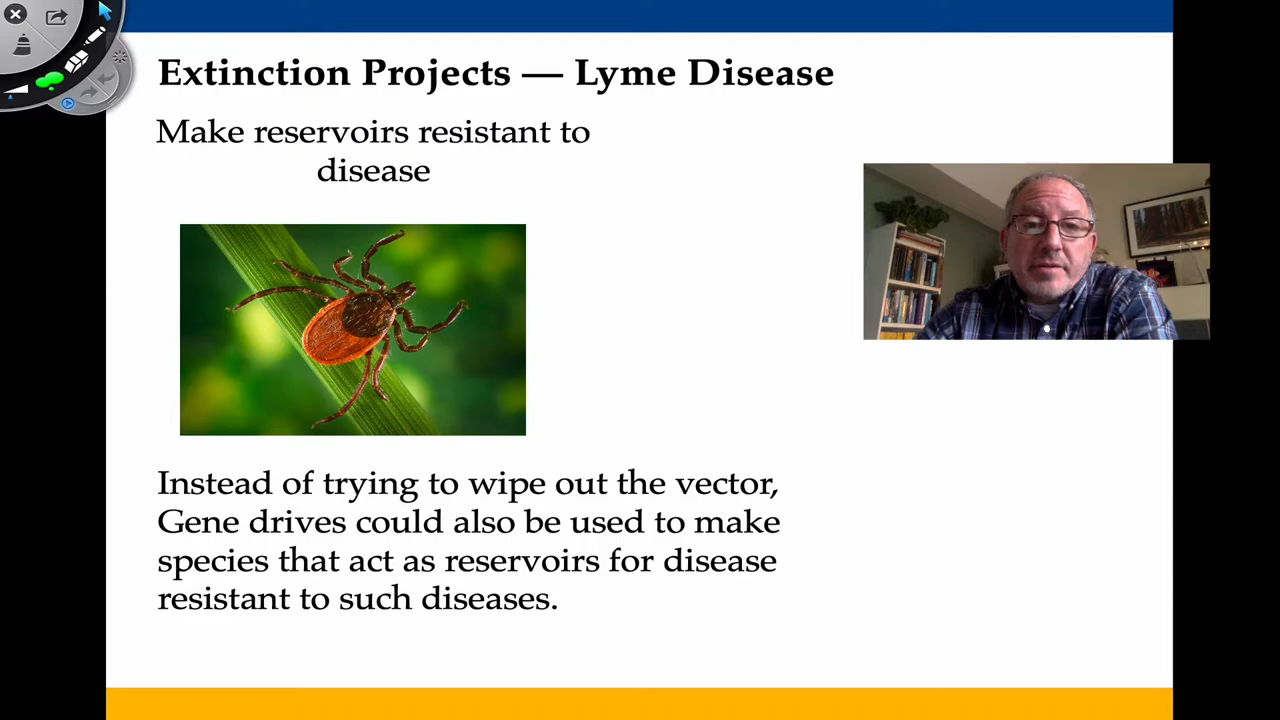 Extinction Projects — Lyme Disease
Make reservoirs resistant to
disease
Instead of trying to wipe out the vector,
Gene drives could also be used to make
species that act as reservoirs for disease
resistant to such diseases.